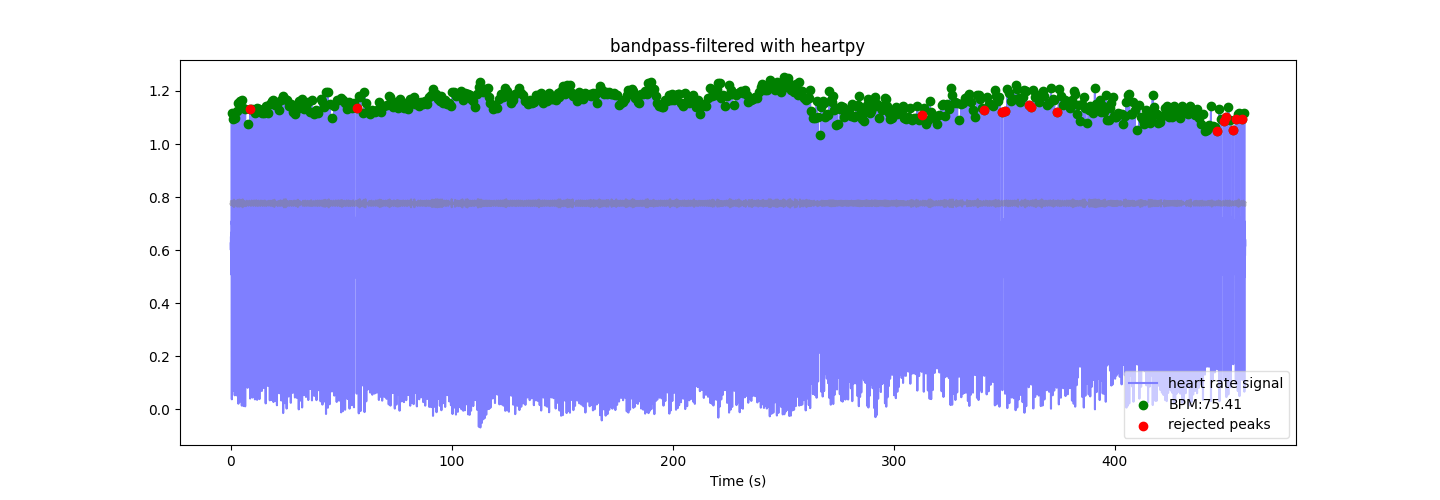 bandpass-filtered with heartpy
1.2
1.0
0.8
0.6
0.4
0.2
0.0
heart rate signal
BPM:75.41
rejected peaks
0 100 200 300 400
Time (s)